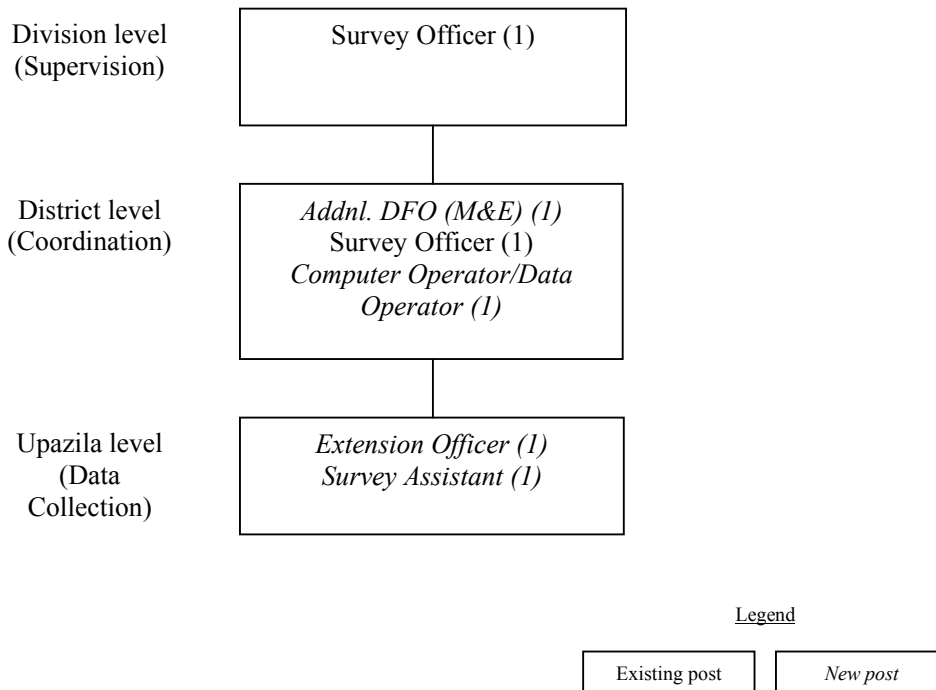 Division level
(Supervision)
Survey Officer (1)
District level
(Coordination)
Addnl. DFO (M&E) (1)
Survey Officer (1)
Computer Operator/Data
Operator (1)
Upazila level
(Data
Collection)
Extension Officer (1)
Survey Assistant (1)
Legend
Existing post
New post